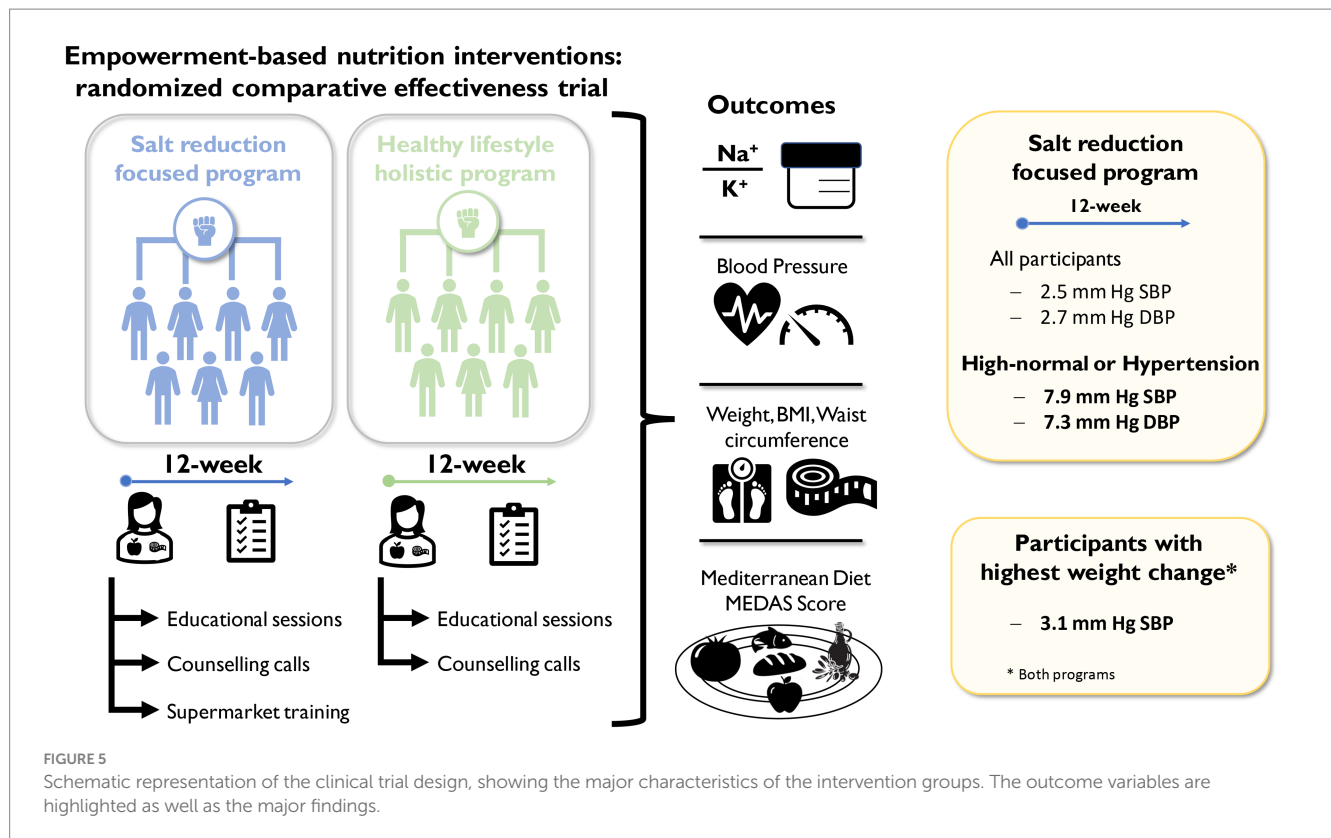 Empowerment-based nutrition interventions:
randomized comparative effectiveness trial
Salt reduction
focused program
Healthy lifestyle
holistic program
12-week
Educational sessions
Counselling calls
Supermarket training
12-week
Educational sessions
Counselling calls
Outcomes
Na⁺
K⁺
Blood Pressure
Weight, BMI, Waist
circumference
Mediterranean Diet
MEDAS Score
Salt reduction
focused program
12-week
All participants
– 2.5 mm Hg SBP
– 2.7 mm Hg DBP
High-normal or Hypertension
– 7.9 mm Hg SBP
– 7.3 mm Hg DBP
Participants with
highest weight change*
– 3.1 mm Hg SBP
* Both programs
FIGURE 5
Schematic representation of the clinical trial design, showing the major characteristics of the intervention groups. The outcome variables are
highlighted as well as the major findings.